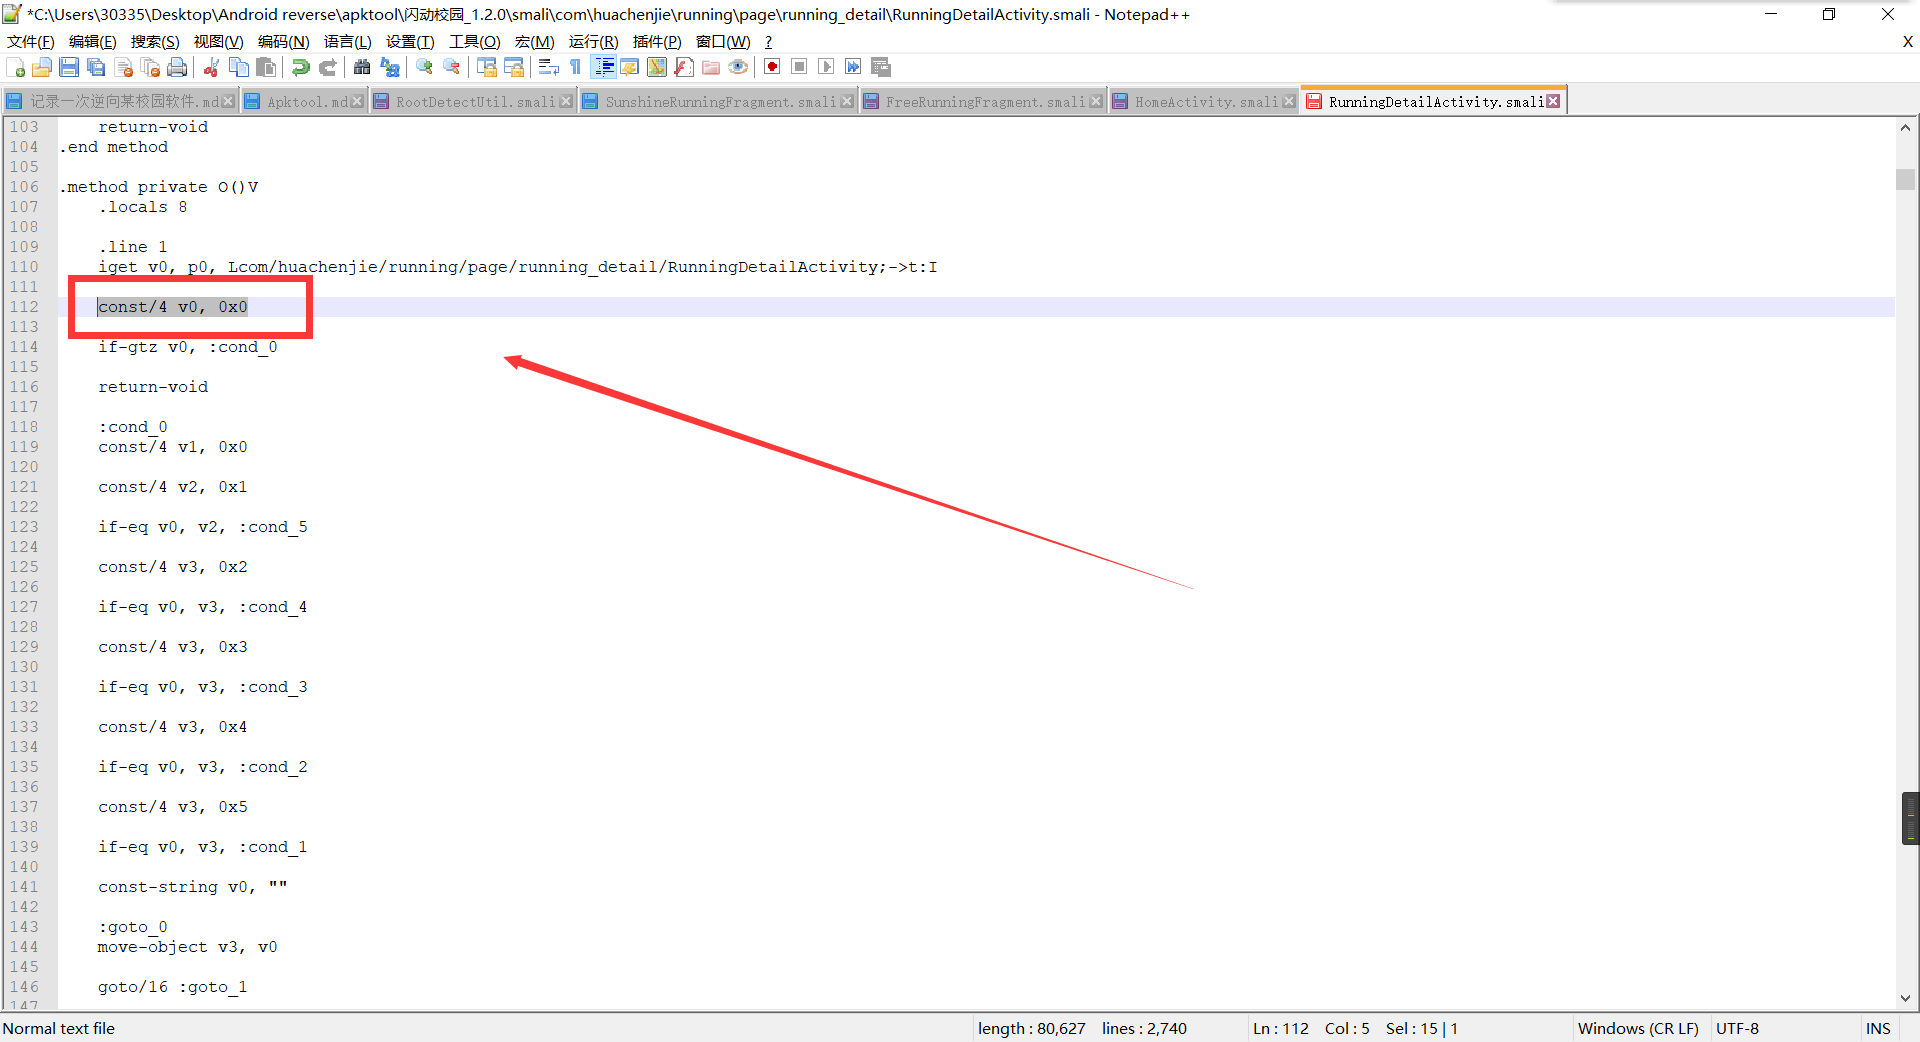 *C:\Users\30335\Desktop\Android reverse\apktool\闪动校园_1.2.0\smali\com\huachenjie\running\page\running_detail\RunningDetailActivity.smali - Notepad++
文件(F) 编辑(E) 搜索(S) 视图(V) 编码(N) 语言(L) 设置(T) 工具(O) 宏(M) 运行(R) 插件(P) 窗口(W) ? X
记录一次逆向某校园软件.md Apktool.md RootDetectUtil.smali SunshineRunningFragment.smali FreeRunningFragment.smali HomeActivity.smali RunningDetailActivity.smali
103 return-void
104 .end method
105
106 .method private O()V
107 .locals 8
108
109 .line 1
110 iget v0, p0, Lcom/huachenjie/running/page/running_detail/RunningDetailActivity;->t:I
111
112 const/4 v0, 0x0
113
114 if-gtz v0, :cond_0
115
116 return-void
117
118 :cond_0
119 const/4 v1, 0x0
120
121 const/4 v2, 0x1
122
123 if-eq v0, v2, :cond_5
124
125 const/4 v3, 0x2
126
127 if-eq v0, v3, :cond_4
128
129 const/4 v3, 0x3
130
131 if-eq v0, v3, :cond_3
132
133 const/4 v3, 0x4
134
135 if-eq v0, v3, :cond_2
136
137 const/4 v3, 0x5
138
139 if-eq v0, v3, :cond_1
140
141 const-string v0, ""
142
143 :goto_0
144 move-object v3, v0
145
146 goto/16 :goto_1
147
Normal text file length : 80,627 lines : 2,740 Ln : 112 Col : 5 Sel : 15 | 1 Windows (CR LF) UTF-8 INS